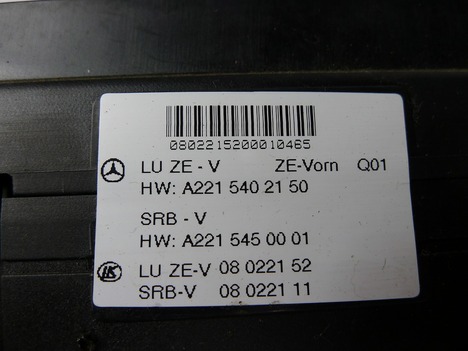 0802215200010465
LU ZE - V ZE-Vorn Q01
HW: A221 540 21 50
SRB - V
HW: A221 545 00 01
LK LU ZE-V 08 0221 52
SRB-V 08 0221 11